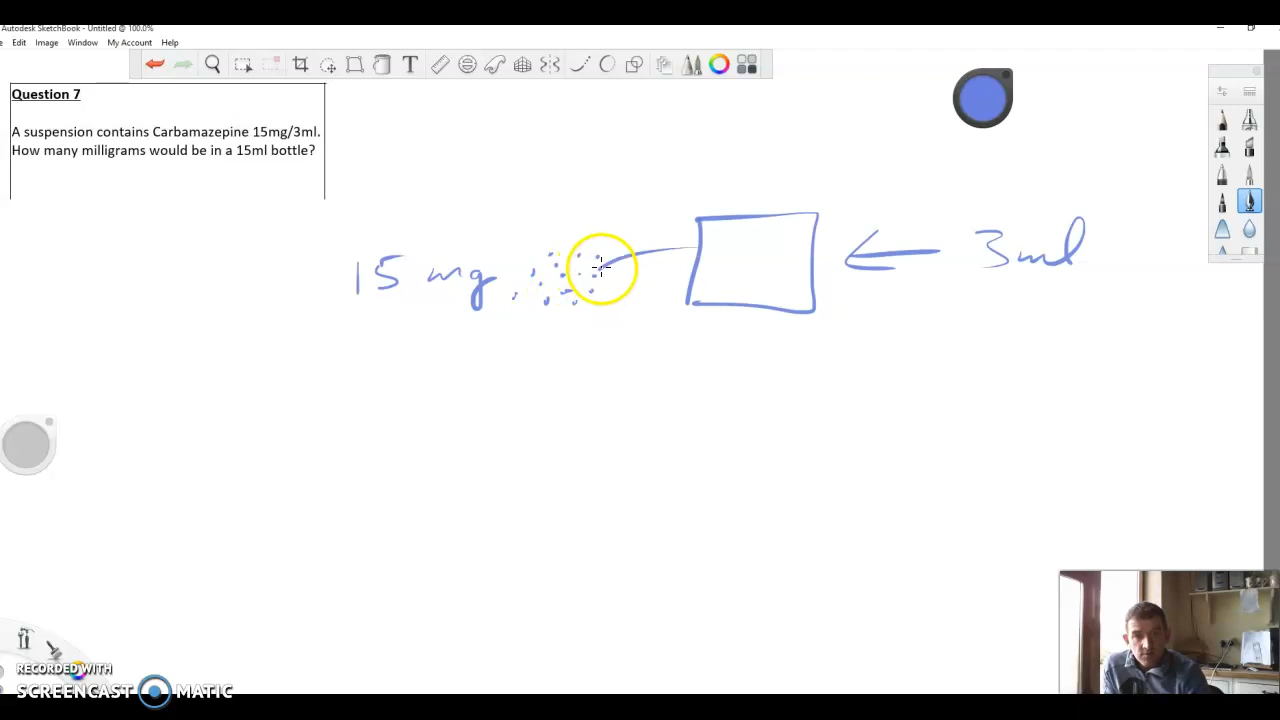 Autodesk SketchBook - Untitled @ 100.0%
Edit Image Window My Account Help
T
Question 7
A suspension contains Carbamazepine 15mg/3ml.
How many milligrams would be in a 15ml bottle?
15 mg
3ml
RECORDED WITH
SCREENCAST MATIC